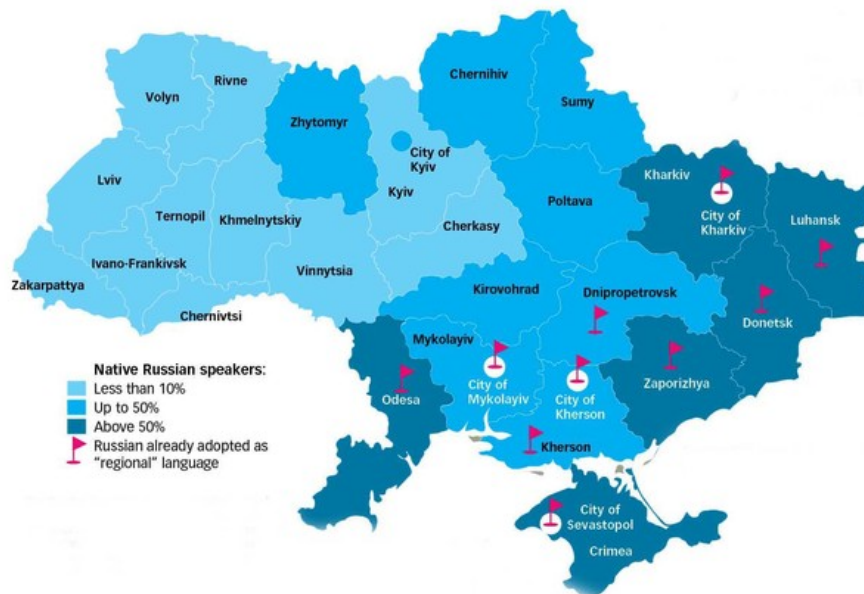 Chernihiv
Rivne
Volyn
Sumy
Zhytomyr
City of
Kyiv
Kharkiv
Lviv
Kyiv
Poltava
City of
Kharkiv
Luhansk
Ternopil
Khmelnytskiy
Cherkasy
Ivano-Frankivsk
Vinnytsia
Zakarpattya
Kirovohrad
Dnipropetrovsk
Chernivtsi
Donetsk
Mykolayiv
Native Russian speakers:
Less than 10%
Up to 50%
Above 50%
Russian already adopted as
"regional" language
Odesa
City of
Mykolayiv
City of
Kherson
Zaporizhya
Kherson
City of
Sevastopol
Crimea